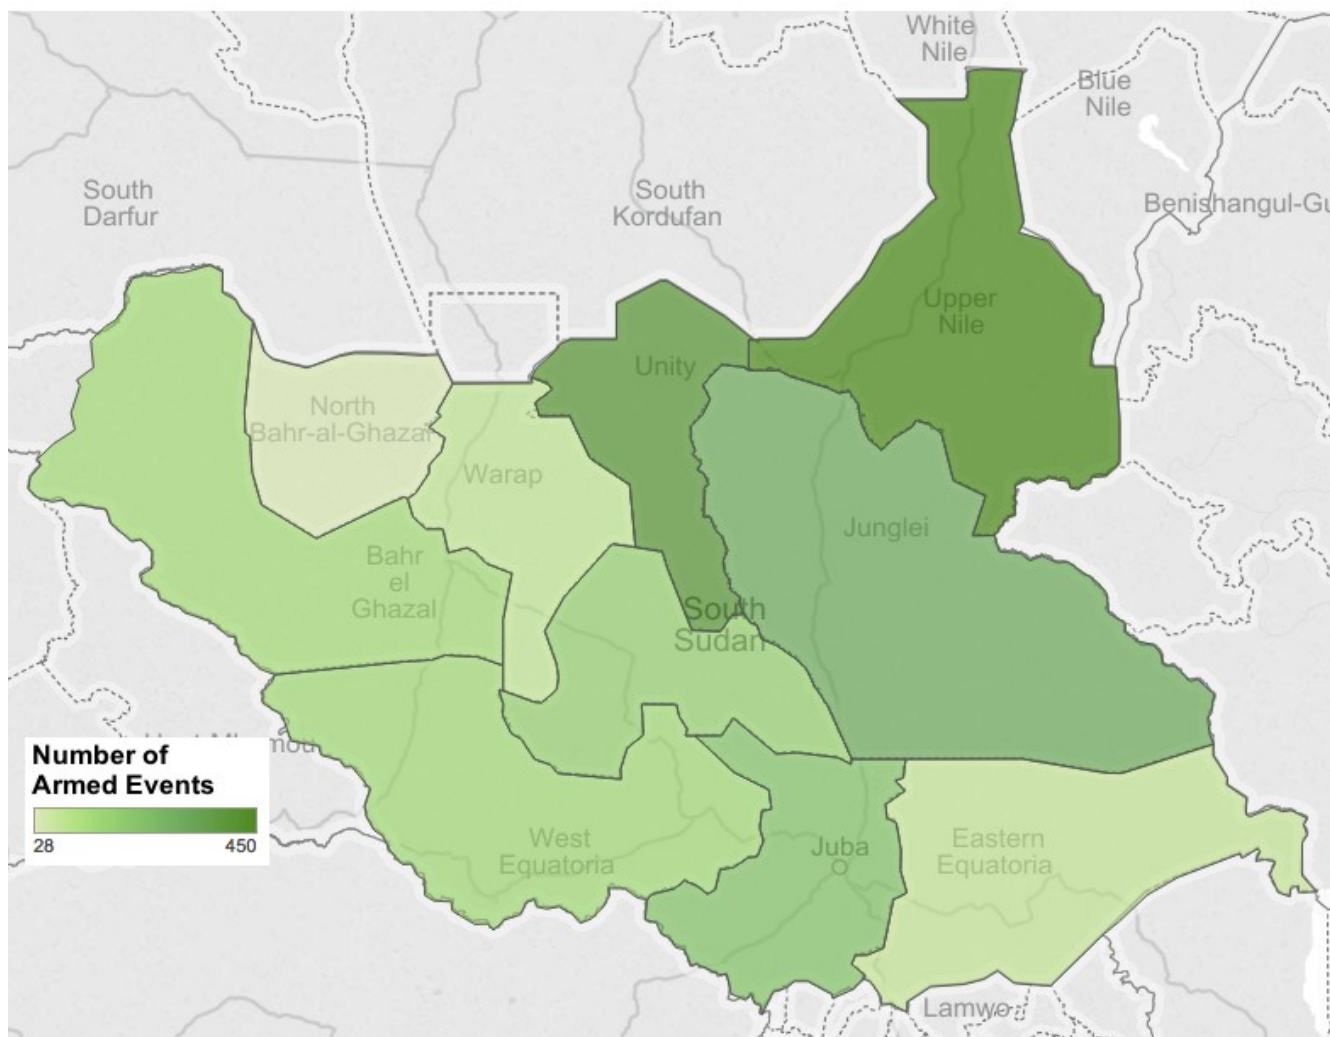 White
Nile
Blue
Nile
South
Darfur
South
Kordufan
Benishangul-Gu
Upper
Nile
Unity
North
Bahr-al-Ghazal
Warap
Junglei
Bahr
el
Ghazal
South
Sudan
Number of
Armed Events
28
450
West
Equatoria
Juba
Eastern
Equatoria
Lamwo